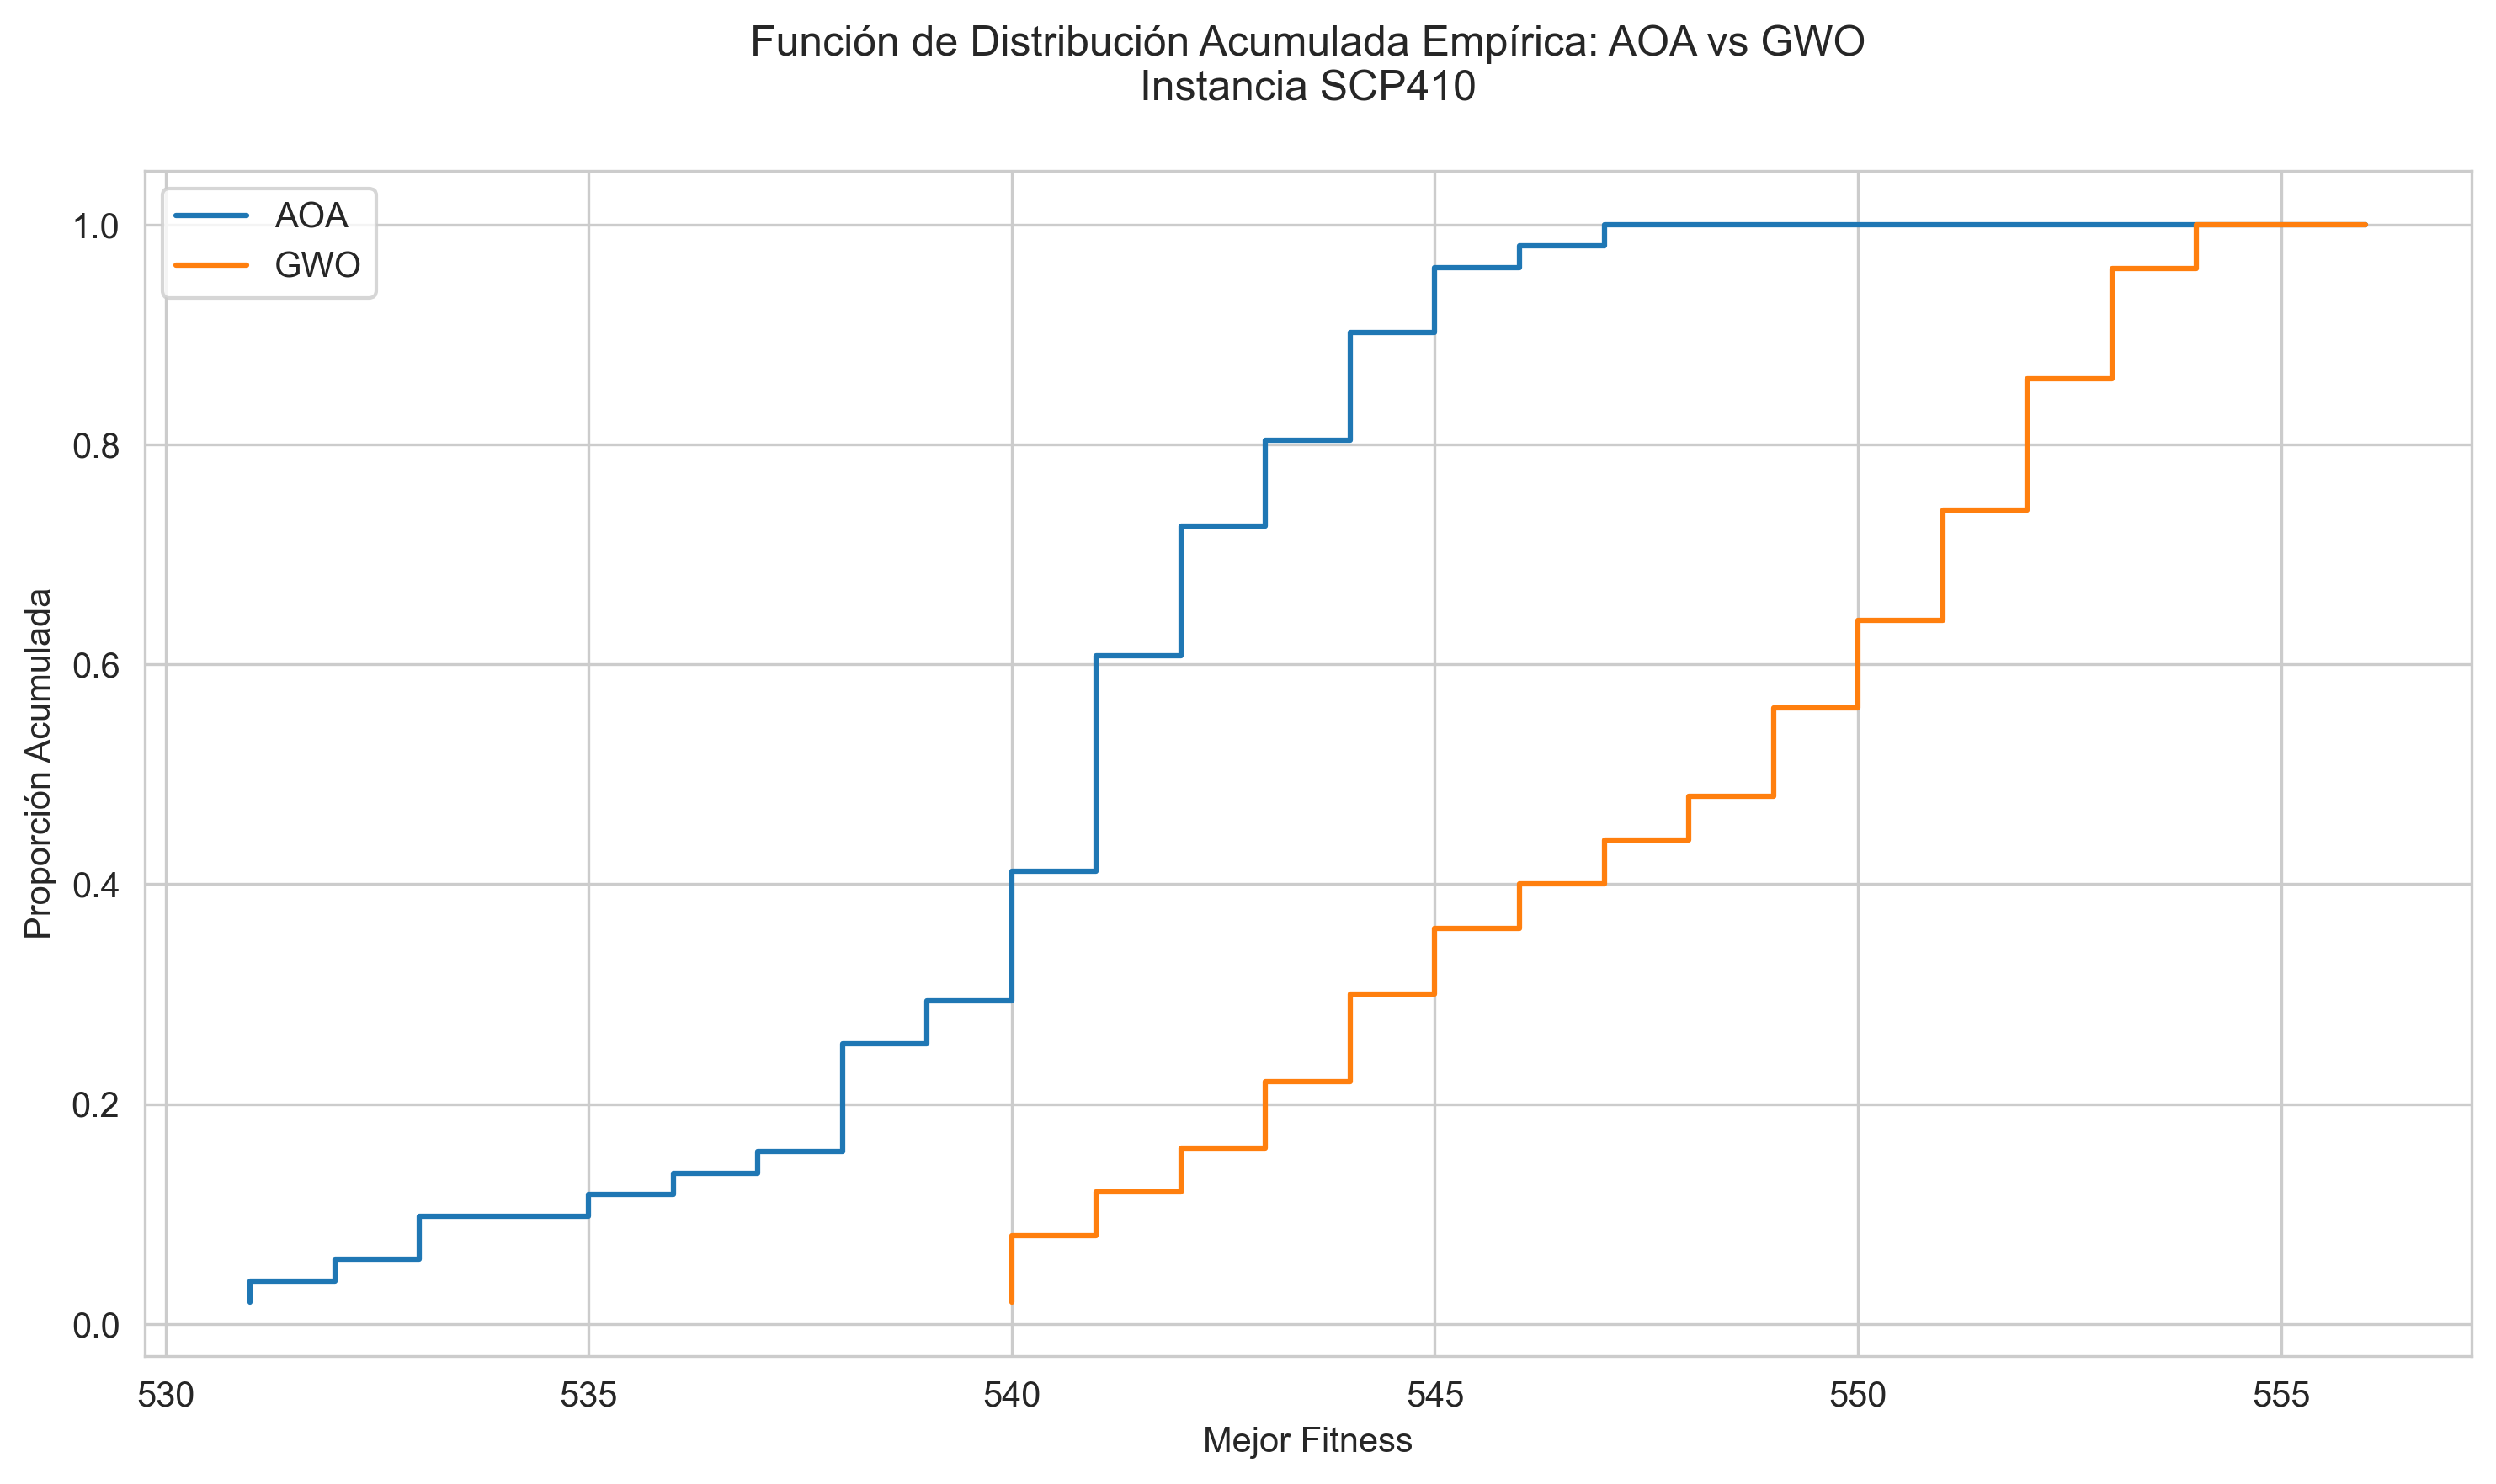 Función de Distribución Acumulada Empírica: AOA vs GWO
Instancia SCP410
AOA
GWO
Proporción Acumulada
1.0
0.8
0.6
0.4
0.2
0.0
530 535 540 545 550 555
Mejor Fitness